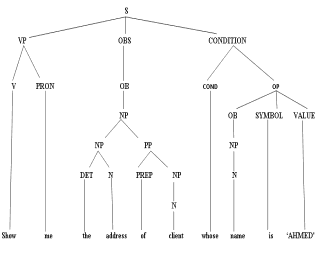 S
VP OBS CONDITION
V PRON OB COND OP
NP OB SYMBOL VALUE
NP PP NP
DET N PREP NP N
N
Show me the address of client whose name is 'AHMED'